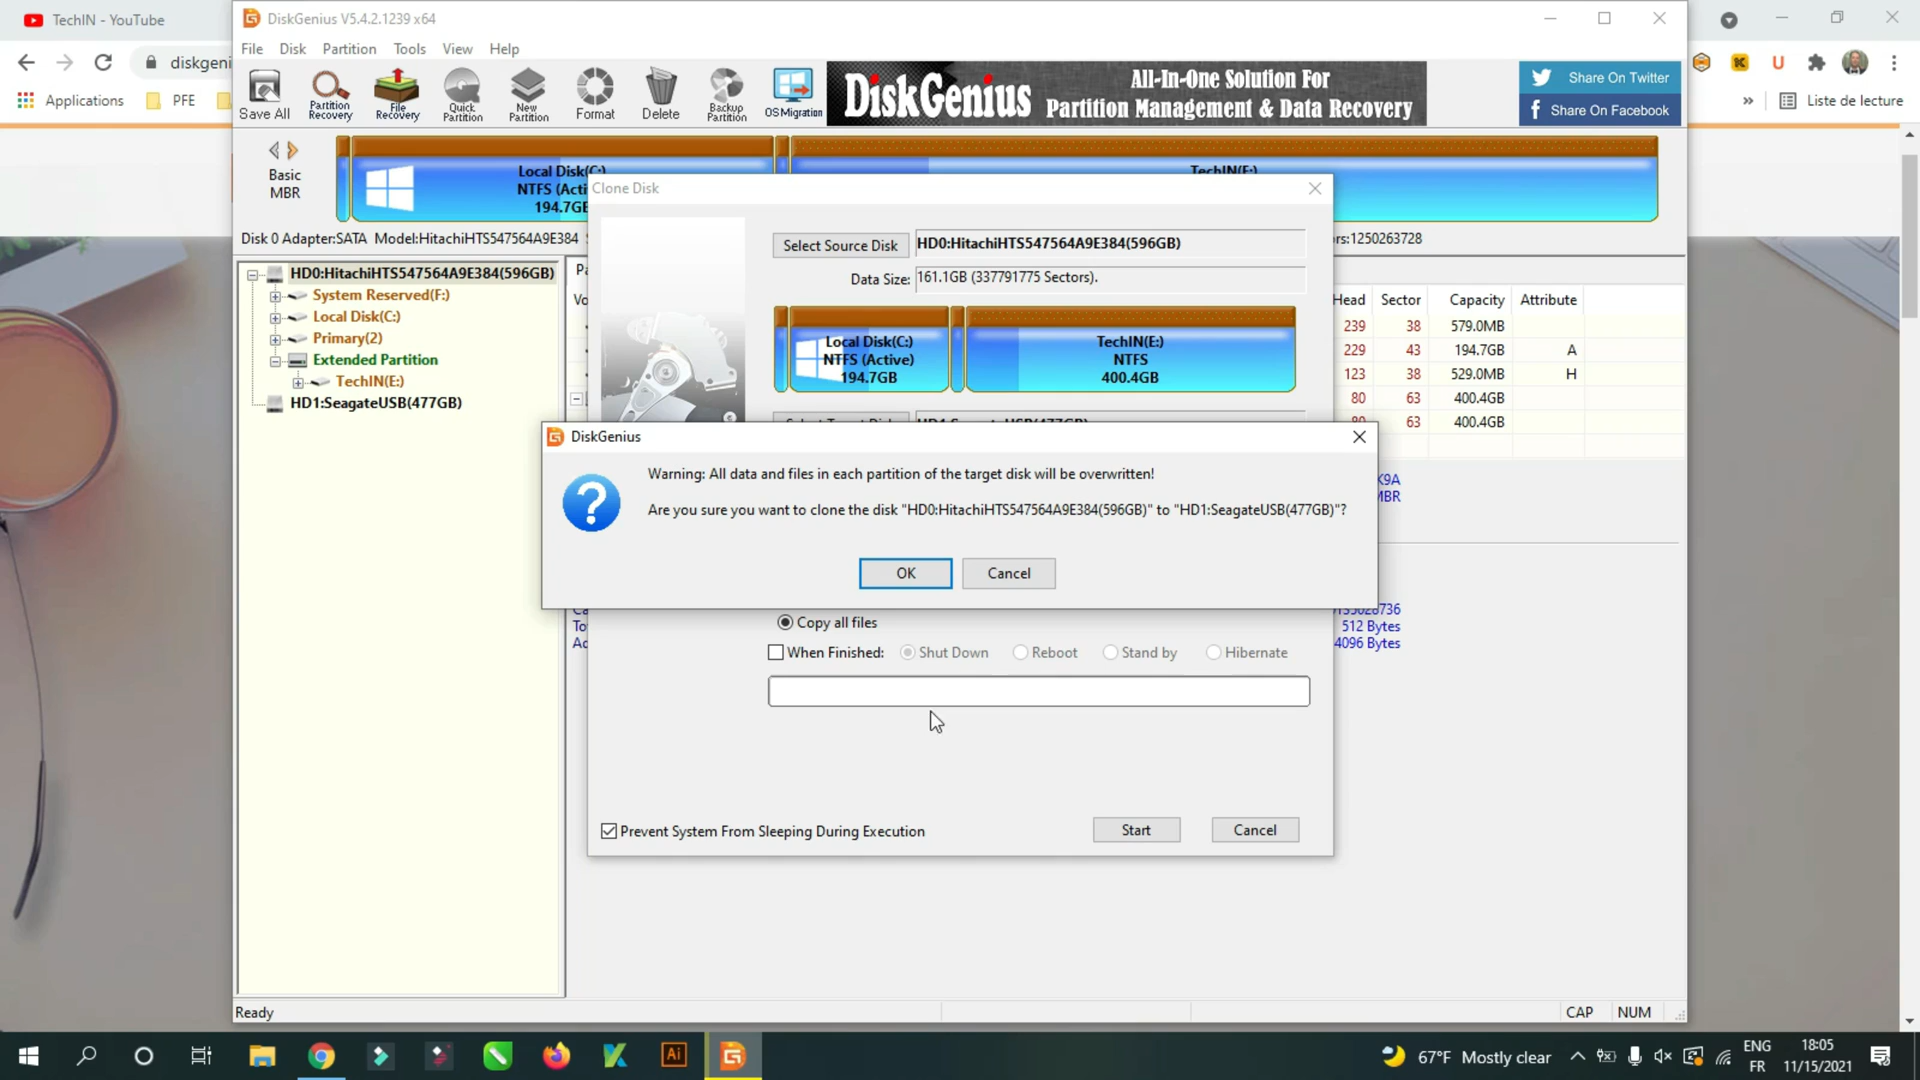 TechIN - YouTube
DiskGenius V5.4.2.1239 x64
File Disk Partition Tools View Help
diskgeni
Applications
PFE
Liste de lecture
Save All
Partition Recovery
File Recovery
Quick Partition
New Partition
Format
Delete
Backup Partition
OS Migration
DiskGenius
All-In-One Solution For
Partition Management & Data Recovery
Share On Twitter
Share On Facebook
Basic
MBR
Local Disk(C:)
NTFS (Acti
194.7GB
TechIN(E:)
Disk 0 Adapter:SATA Model:HitachiHTS547564A9E384
rs:1250263728
HD0:HitachiHTS547564A9E384(596GB)
System Reserved(F:)
Local Disk(C:)
Primary(2)
Extended Partition
TechIN(E:)
HD1:SeagateUSB(477GB)
Clone Disk
Select Source Disk
HD0:HitachiHTS547564A9E384(596GB)
Data Size:
161.1GB (337791775 Sectors).
Local Disk(C:)
NTFS (Active)
194.7GB
TechIN(E:)
NTFS
400.4GB
Head Sector Capacity Attribute
239 38 579.0MB
229 43 194.7GB A
123 38 529.0MB H
80 63 400.4GB
80 63 400.4GB
K9A
MBR
DiskGenius
Warning: All data and files in each partition of the target disk will be overwritten!
Are you sure you want to clone the disk "HD0:HitachiHTS547564A9E384(596GB)" to "HD1:SeagateUSB(477GB)"?
OK
Cancel
512 Bytes
4096 Bytes
Copy all files
When Finished:
Shut Down
Reboot
Stand by
Hibernate
Prevent System From Sleeping During Execution
Start
Cancel
Ready
CAP
NUM
67°F Mostly clear
ENG
FR
18:05
11/15/2021